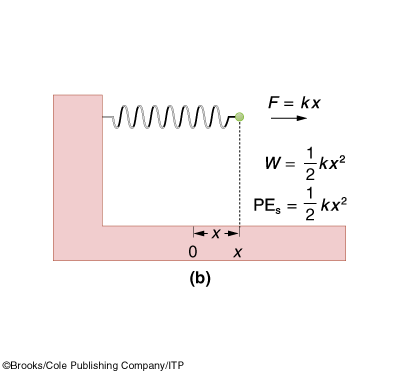 F = kx
W = 1/2 kx²
PEₛ = 1/2 kx²
x
0 x
(b)
©Brooks/Cole Publishing Company/ITP